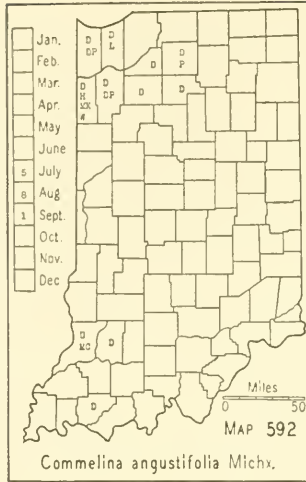 Jan.
Feb.
Mar.
Apr.
May
June
5 July
8 Aug
1 Sept.
Oct.
Nov.
Dec
D
DP
D
L
D
D
P
D
H
D
DP
D
D
D
MC
D
D
Miles
0 50
MAP 592
Commelina angustifolia Michx.